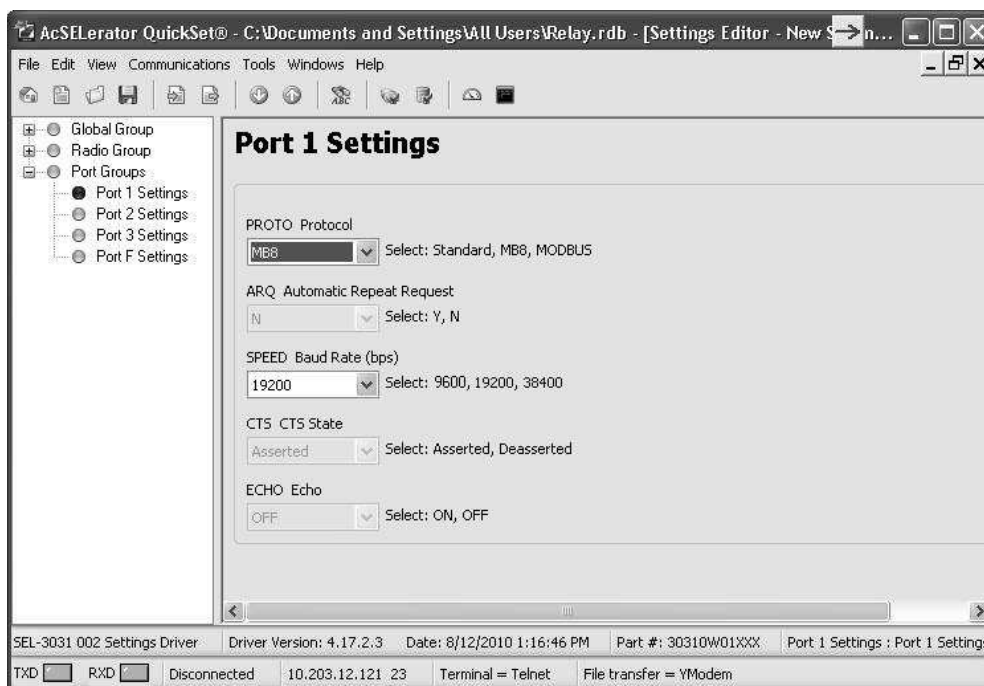 AcSELerator QuickSet® - C:\Documents and Settings\All Users\Relay.rdb - [Settings Editor - New S n...
File Edit View Communications Tools Windows Help
Global Group
Radio Group
Port Groups
Port 1 Settings
Port 2 Settings
Port 3 Settings
Port F Settings
Port 1 Settings
PROTO Protocol
MB8 Select: Standard, MB8, MODBUS
ARQ Automatic Repeat Request
N Select: Y, N
SPEED Baud Rate (bps)
19200 Select: 9600, 19200, 38400
CTS CTS State
Asserted Select: Asserted, Deasserted
ECHO Echo
OFF Select: ON, OFF
SEL-3031 002 Settings Driver Driver Version: 4.17.2.3 Date: 8/12/2010 1:16:46 PM Part #: 30310W01XXX Port 1 Settings : Port 1 Settings
TXD RXD Disconnected 10.203.12.121 23 Terminal = Telnet File transfer = YModem